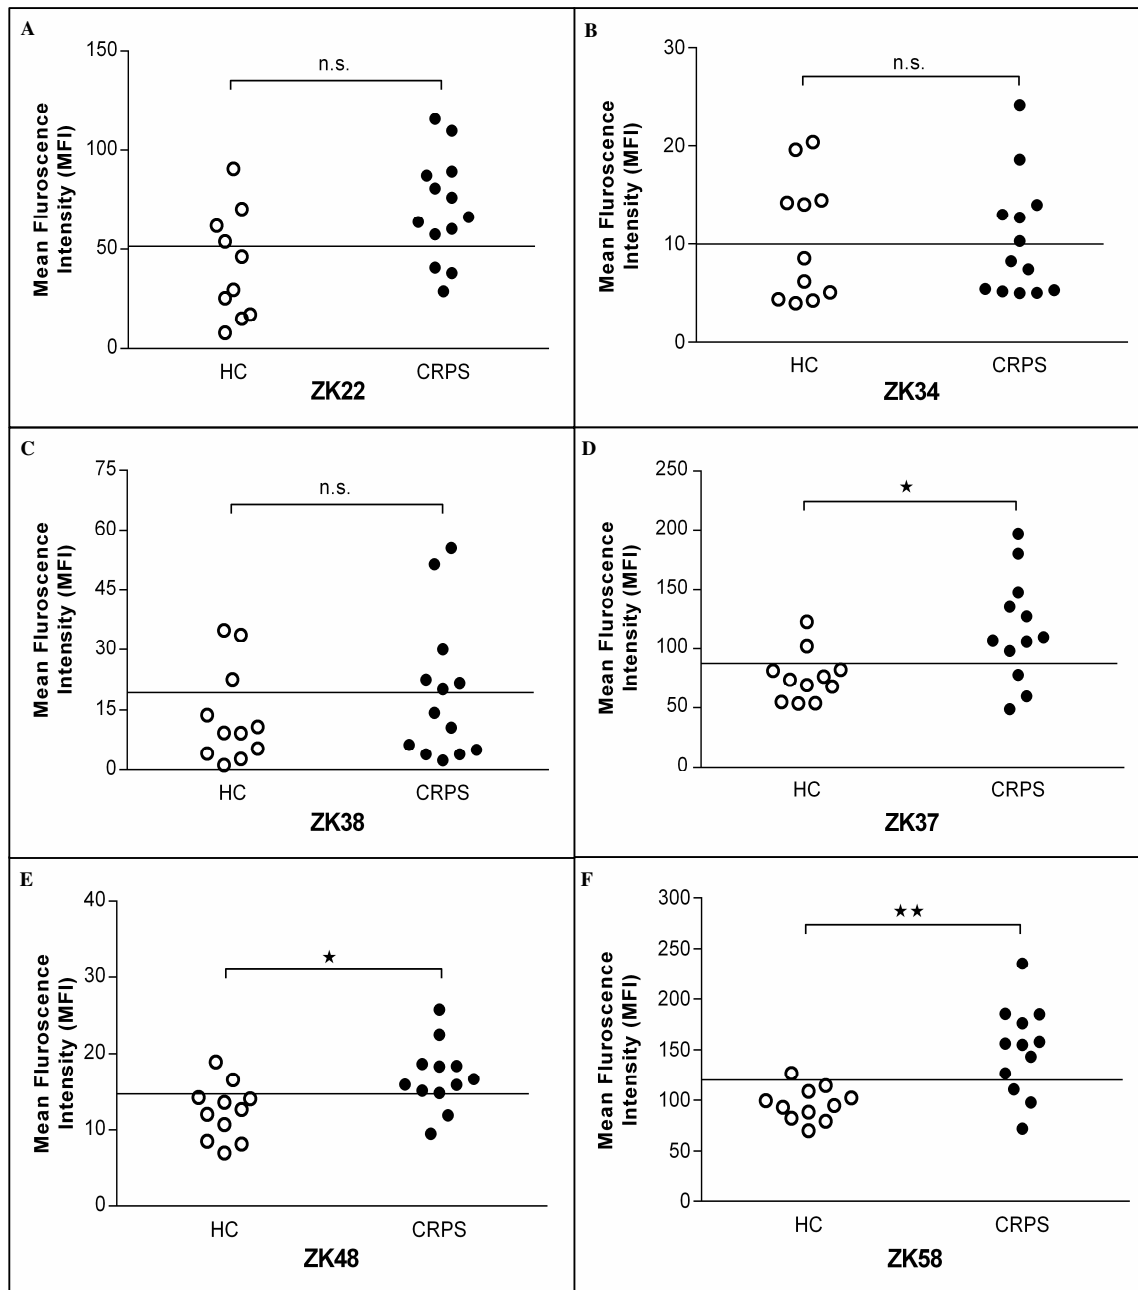 A
Mean Fluroscence
Intensity (MFI)
150
100
50
0
n.s.
HC
CRPS
ZK22
B
Mean Fluroscence
Intensity (MFI)
30
20
10
0
n.s.
HC
CRPS
ZK34
C
Mean Fluroscence
Intensity (MFI)
75
60
45
30
15
0
n.s.
HC
CRPS
ZK38
D
Mean Fluroscence
Intensity (MFI)
250
200
150
100
50
0
★
HC
CRPS
ZK37
E
Mean Fluroscence
Intensity (MFI)
40
30
20
10
0
★
HC
CRPS
ZK48
F
Mean Fluroscence
Intensity (MFI)
300
250
200
150
100
50
0
★★
HC
CRPS
ZK58